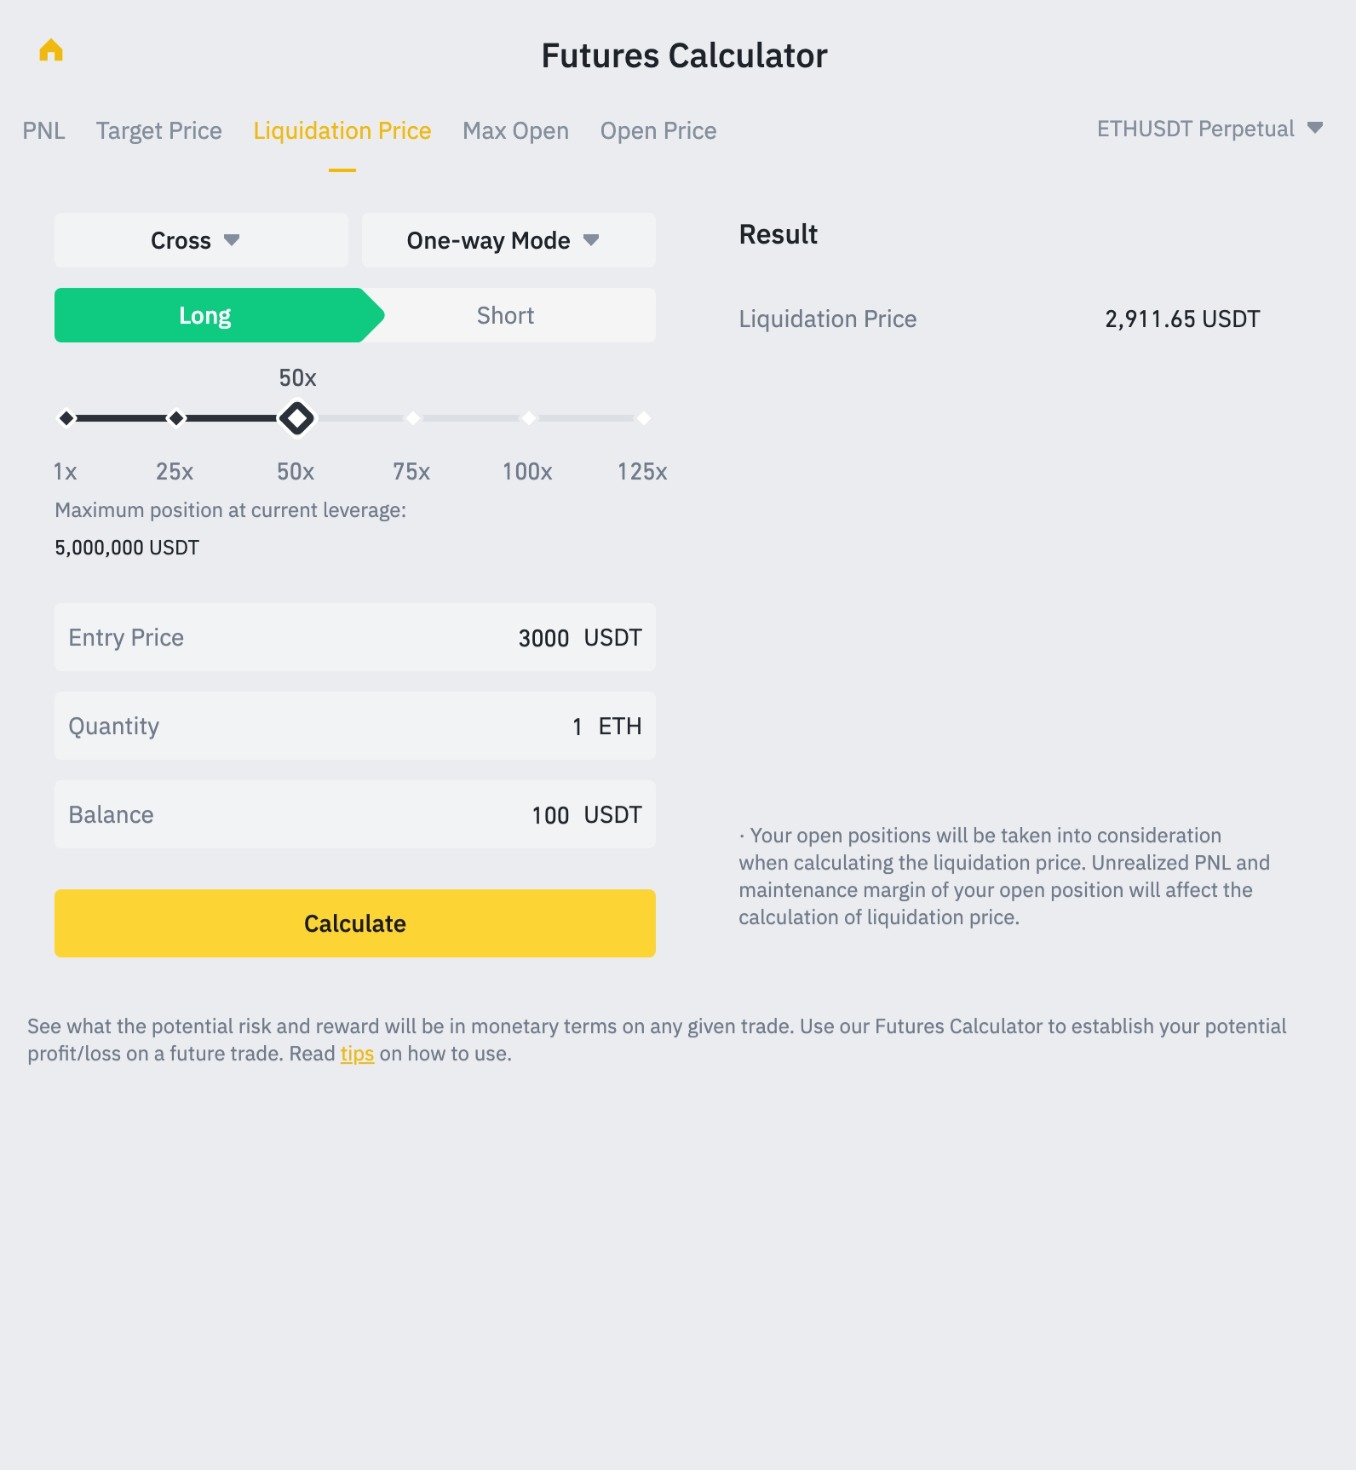 Futures Calculator
PNL Target Price Liquidation Price Max Open Open Price ETHUSDT Perpetual
Cross One-way Mode
Long Short
50x
1x 25x 50x 75x 100x 125x
Maximum position at current leverage:
5,000,000 USDT
Entry Price 3000 USDT
Quantity 1 ETH
Balance 100 USDT
Calculate
Result
Liquidation Price 2,911.65 USDT
· Your open positions will be taken into consideration
when calculating the liquidation price. Unrealized PNL and
maintenance margin of your open position will affect the
calculation of liquidation price.
See what the potential risk and reward will be in monetary terms on any given trade. Use our Futures Calculator to establish your potential
profit/loss on a future trade. Read tips on how to use.